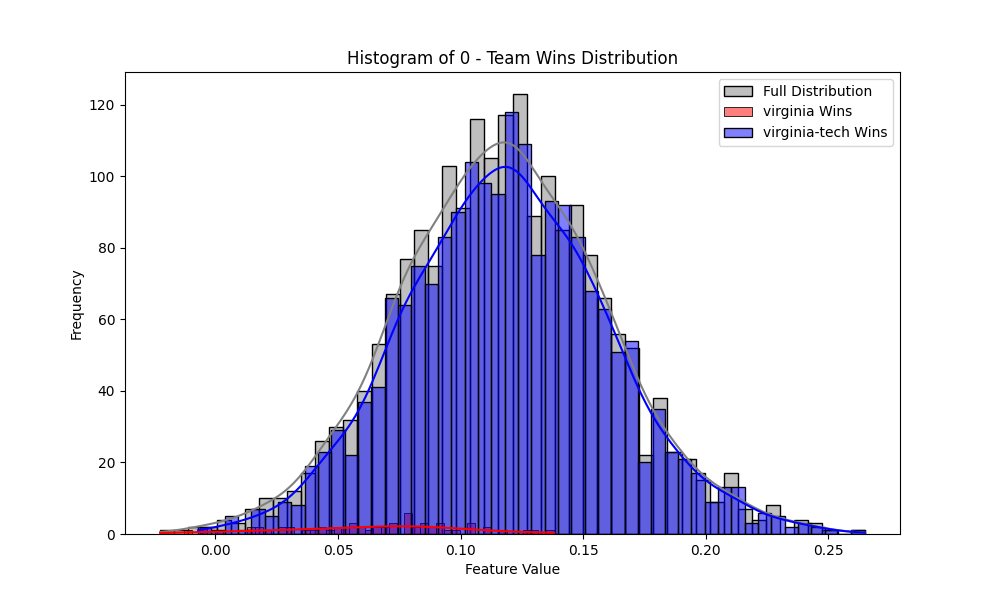 Histogram of 0 - Team Wins Distribution
Full Distribution
virginia Wins
virginia-tech Wins
Frequency
120
100
80
60
40
20
0
0.00 0.05 0.10 0.15 0.20 0.25
Feature Value